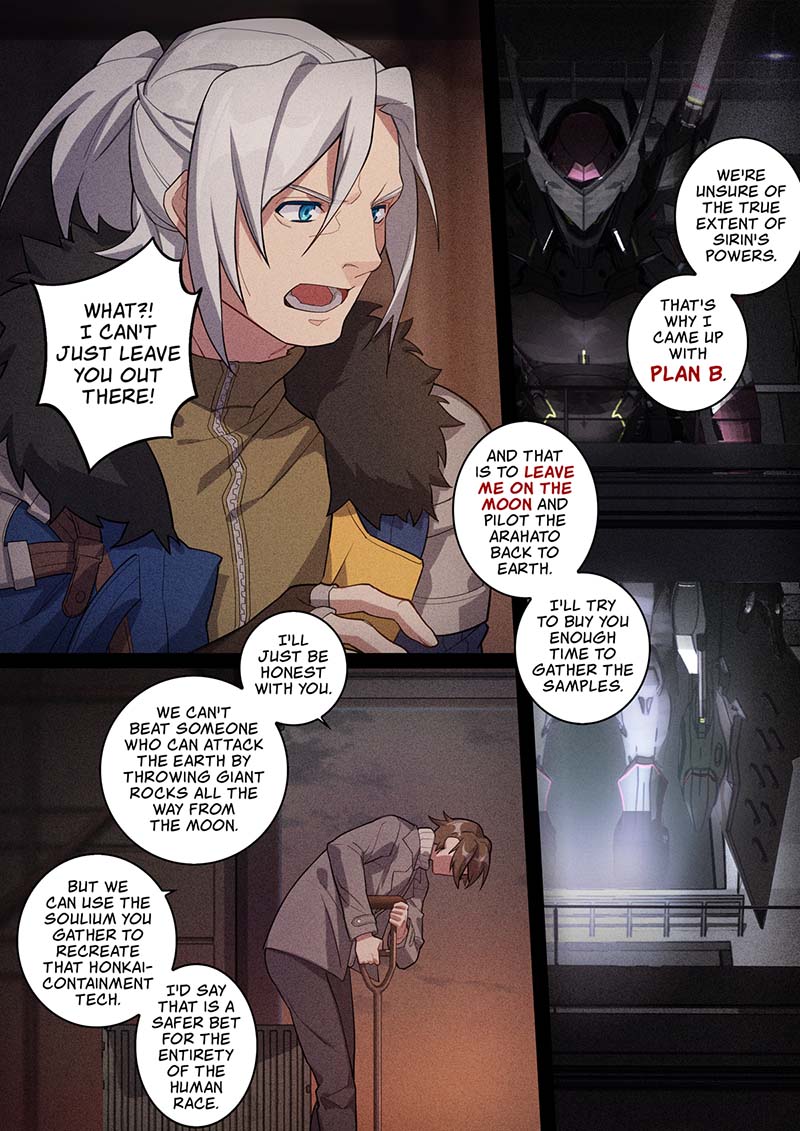 WE'RE
UNSURE OF
THE TRUE
EXTENT OF
SIRIN'S
POWERS.
THAT'S
WHY I
CAME UP
WITH
PLAN B.
AND THAT
IS TO LEAVE
ME ON THE
MOON AND
PILOT THE
ARAHATO
BACK TO
EARTH.
I'LL TRY
TO BUY YOU
ENOUGH
TIME TO
GATHER THE
SAMPLES.
WHAT?!
I CAN'T
JUST LEAVE
YOU OUT
THERE!
I'LL
JUST BE
HONEST
WITH YOU.
WE CAN'T
BEAT SOMEONE
WHO CAN ATTACK
THE EARTH BY
THROWING GIANT
ROCKS ALL THE
WAY FROM
THE MOON.
BUT WE
CAN USE THE
SOULIUM YOU
GATHER TO
RECREATE
THAT HONKAI-
CONTAINMENT
TECH.
I'D SAY
THAT IS A
SAFER BET
FOR THE
ENTIRETY
OF THE
HUMAN
RACE.